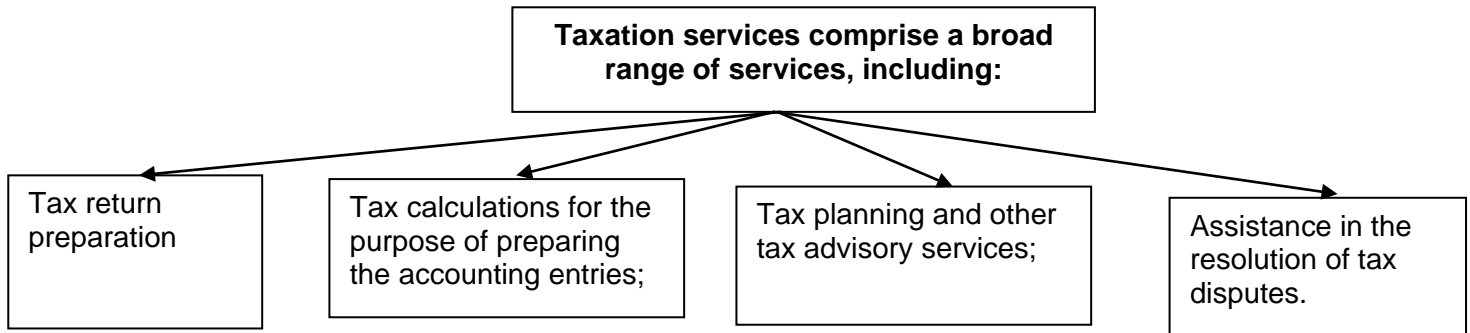 Taxation services comprise a broad
range of services, including:
Tax return
preparation
Tax calculations for the
purpose of preparing
the accounting entries;
Tax planning and other
tax advisory services;
Assistance in the
resolution of tax
disputes.